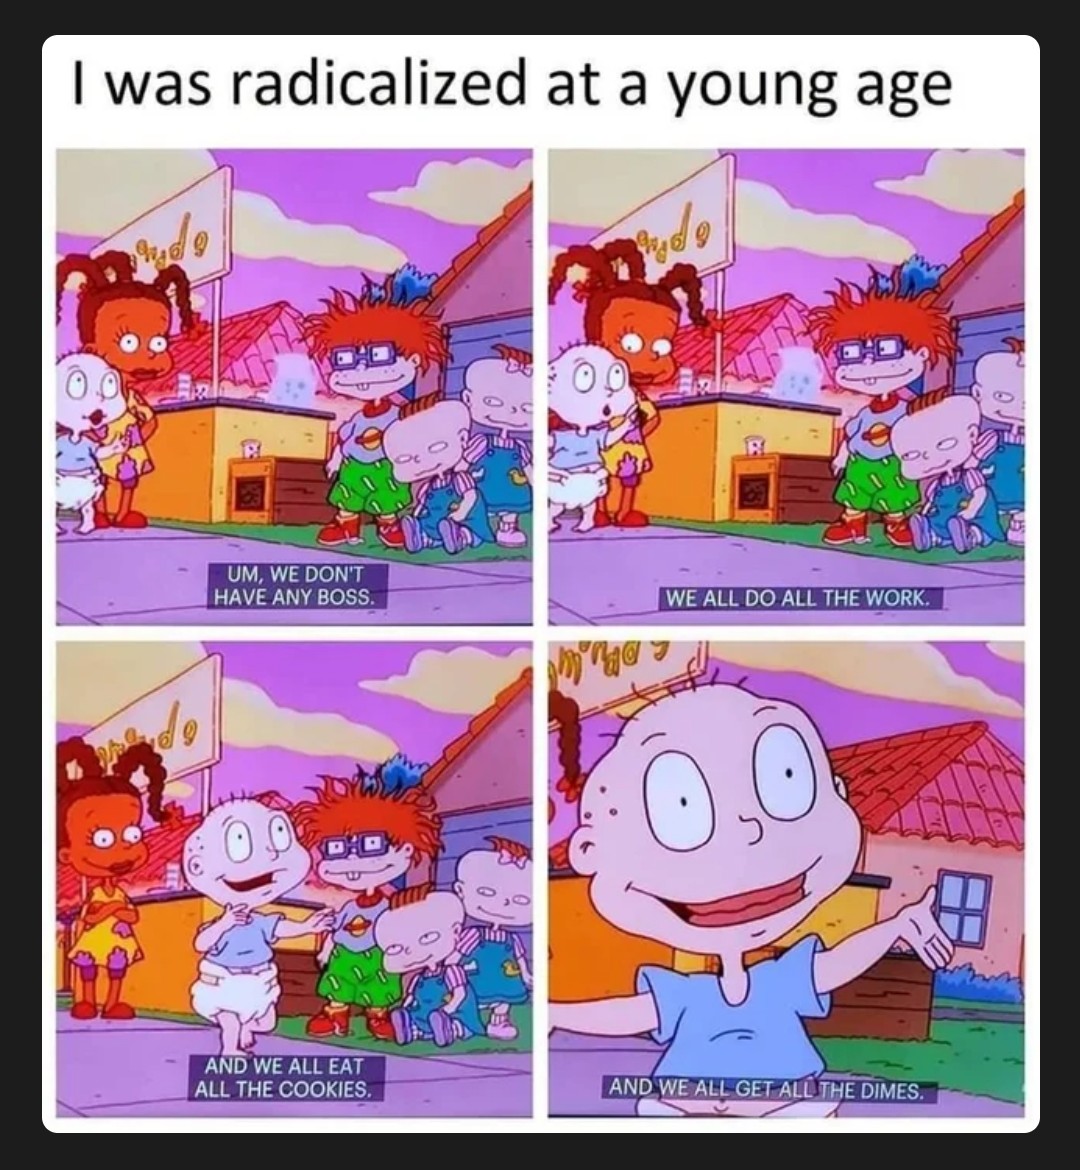 I was radicalized at a young age
UM, WE DON'T
HAVE ANY BOSS.
WE ALL DO ALL THE WORK.
AND WE ALL EAT
ALL THE COOKIES.
AND WE ALL GET ALL THE DIMES.